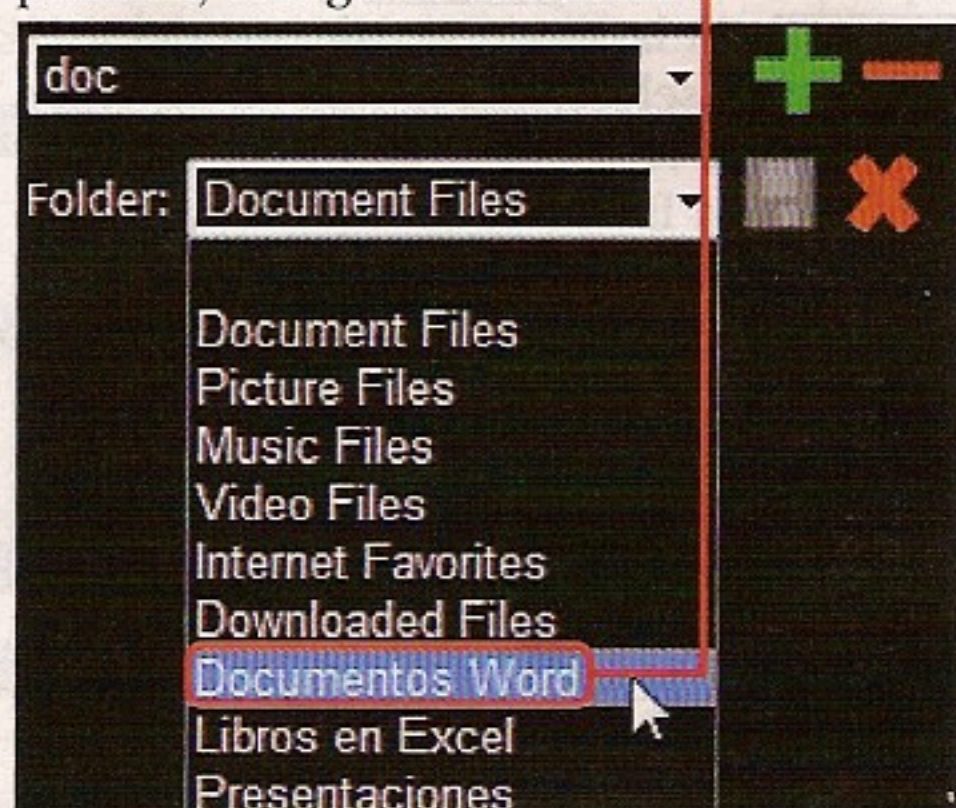 doc
Folder: Document Files
Document Files
Picture Files
Music Files
Video Files
Internet Favorites
Downloaded Files
Documentos Word
Libros en Excel
Presentaciones